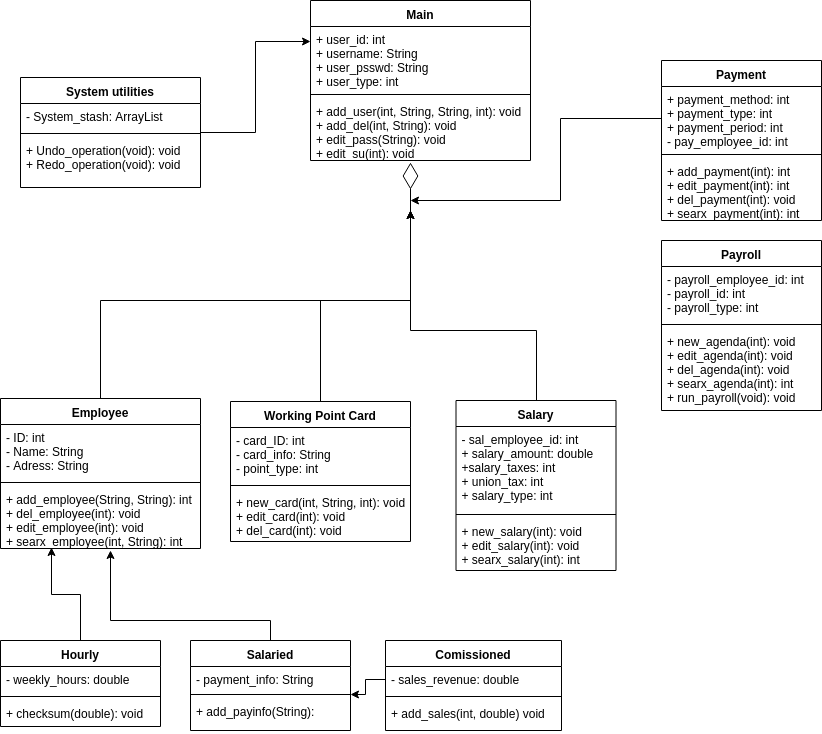 Main
+ user_id: int
+ username: String
+ user_psswd: String
+ user_type: int
+ add_user(int, String, String, int): void
+ add_del(int, String): void
+ edit_pass(String): void
+ edit_su(int): void
System utilities
- System_stash: ArrayList
+ Undo_operation(void): void
+ Redo_operation(void): void
Payment
+ payment_method: int
+ payment_type: int
+ payment_period: int
- pay_employee_id: int
+ add_payment(int): int
+ edit_payment(int): int
+ del_payment(int): void
+ searx_payment(int): int
Payroll
- payroll_employee_id: int
- payroll_id: int
- payroll_type: int
+ new_agenda(int): void
+ edit_agenda(int): void
+ del_agenda(int): void
+ searx_agenda(int): int
+ run_payroll(void): void
Employee
- ID: int
- Name: String
- Adress: String
+ add_employee(String, String): int
+ del_employee(int): void
+ edit_employee(int): void
+ searx_employee(int, String): int
Working Point Card
- card_ID: int
- card_info: String
- point_type: int
+ new_card(int, String, int): void
+ edit_card(int): void
+ del_card(int): void
Salary
- sal_employee_id: int
+ salary_amount: double
+salary_taxes: int
+ union_tax: int
+ salary_type: int
+ new_salary(int): void
+ edit_salary(int): void
+ searx_salary(int): int
Hourly
- weekly_hours: double
+ checksum(double): void
Salaried
- payment_info: String
+ add_payinfo(String):
Comissioned
- sales_revenue: double
+ add_sales(int, double) void